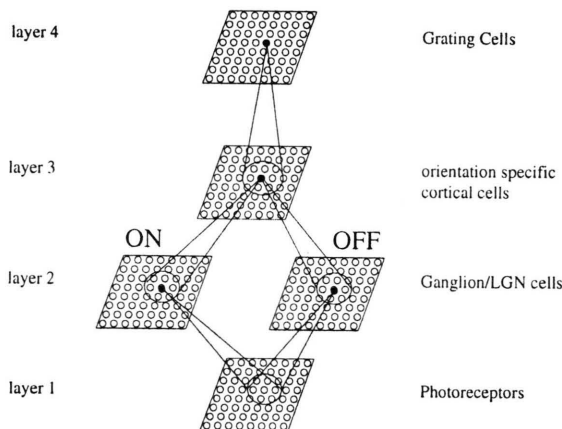 layer 4
Grating Cells
layer 3
orientation specific
cortical cells
ON
OFF
layer 2
Ganglion/LGN cells
layer 1
Photoreceptors